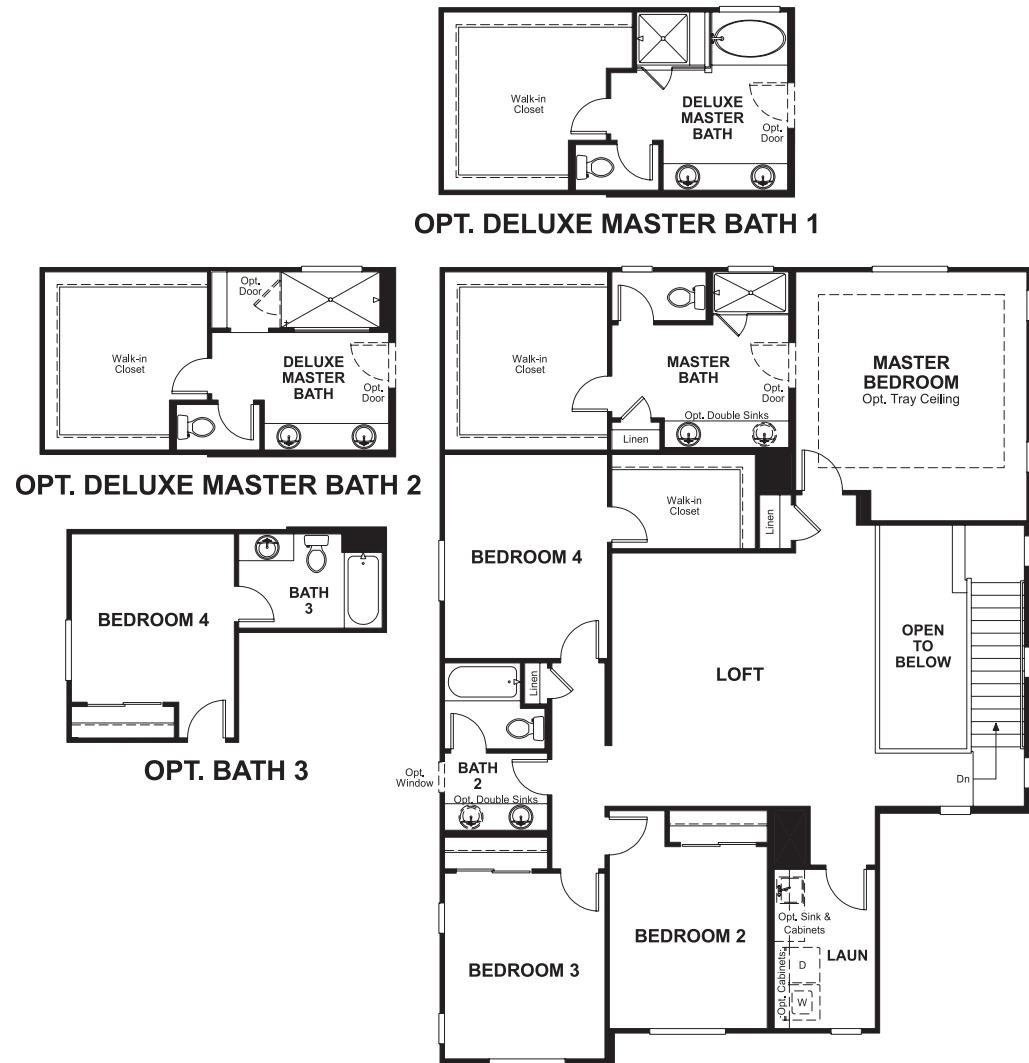 Walk-in
Closet
DELUXE
MASTER
BATH
Opt.
Door
OPT. DELUXE MASTER BATH 1
Opt.
Door
Walk-in
Closet
DELUXE
MASTER
BATH
Opt.
Door
OPT. DELUXE MASTER BATH 2
Walk-in
Closet
MASTER
BATH
Opt.
Door
Opt. Double Sinks
Linen
MASTER
BEDROOM
Opt. Tray Ceiling
Walk-in
Closet
Linen
BEDROOM 4
BATH
3
BEDROOM 4
OPT. BATH 3
OPEN
TO
BELOW
LOFT
Linen
Dn
Opt.
Window
BATH
2
Opt. Double Sinks
BEDROOM 3
BEDROOM 2
Opt. Sink &
Cabinets
LAUN
Opt. Cabinets
D
W